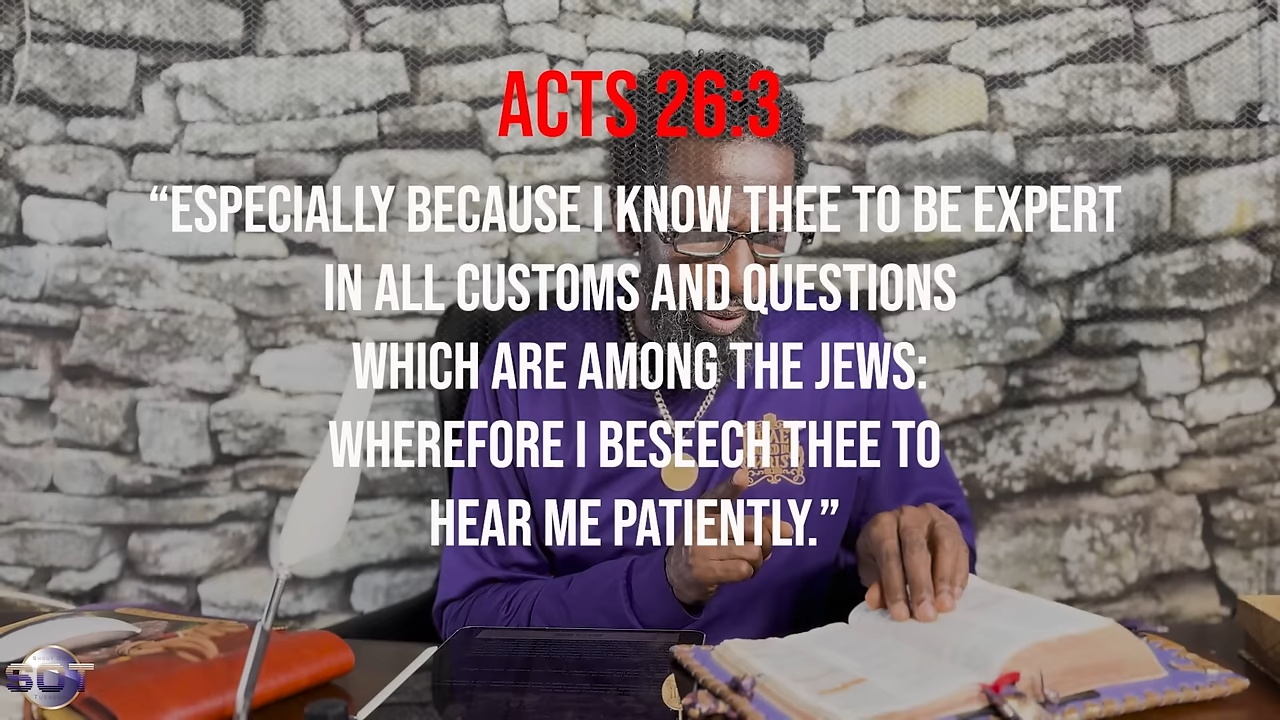 ACTS 26:3
“ESPECIALLY BECAUSE I KNOW THEE TO BE EXPERT
IN ALL CUSTOMS AND QUESTIONS
WHICH ARE AMONG THE JEWS:
WHEREFORE I BESEECH THEE TO
HEAR ME PATIENTLY.”
SCT